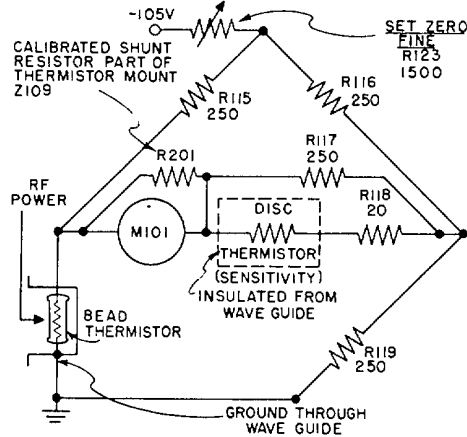 -105V
SET ZERO
FINE
R123
1500
CALIBRATED SHUNT
RESISTOR PART OF
THERMISTOR MOUNT
Z109
R115
250
R116
250
R201
R117
250
R118
20
RF
POWER
M101
DISC
THERMISTOR
(SENSITIVITY)
INSULATED FROM
WAVE GUIDE
BEAD
THERMISTOR
R119
250
GROUND THROUGH
WAVE GUIDE